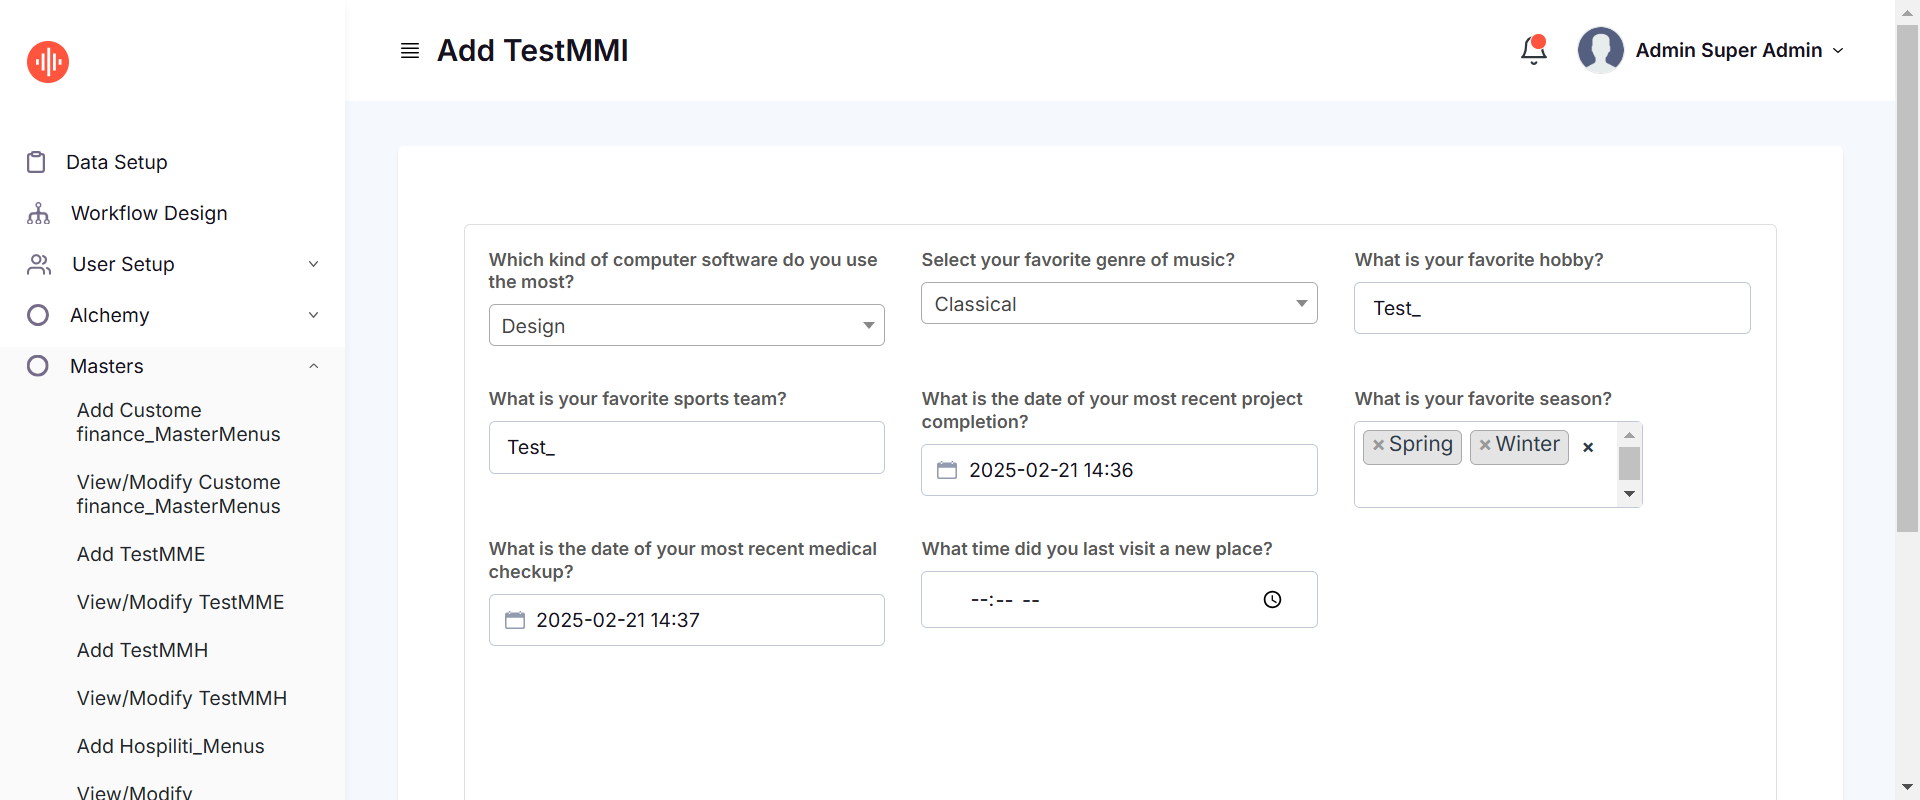 Add TestMMI
Admin Super Admin
Data Setup
Workflow Design
User Setup
Alchemy
Masters
Add Custome
finance_MasterMenus
View/Modify Custome
finance_MasterMenus
Add TestMME
View/Modify TestMME
Add TestMMH
View/Modify TestMMH
Add Hospiliti_Menus
View/Modify
Which kind of computer software do you use
the most?
Design
Select your favorite genre of music?
Classical
What is your favorite hobby?
Test_
What is your favorite sports team?
Test_
What is the date of your most recent project
completion?
2025-02-21 14:36
What is your favorite season?
×Spring ×Winter ×
What is the date of your most recent medical
checkup?
2025-02-21 14:37
What time did you last visit a new place?
--:-- --